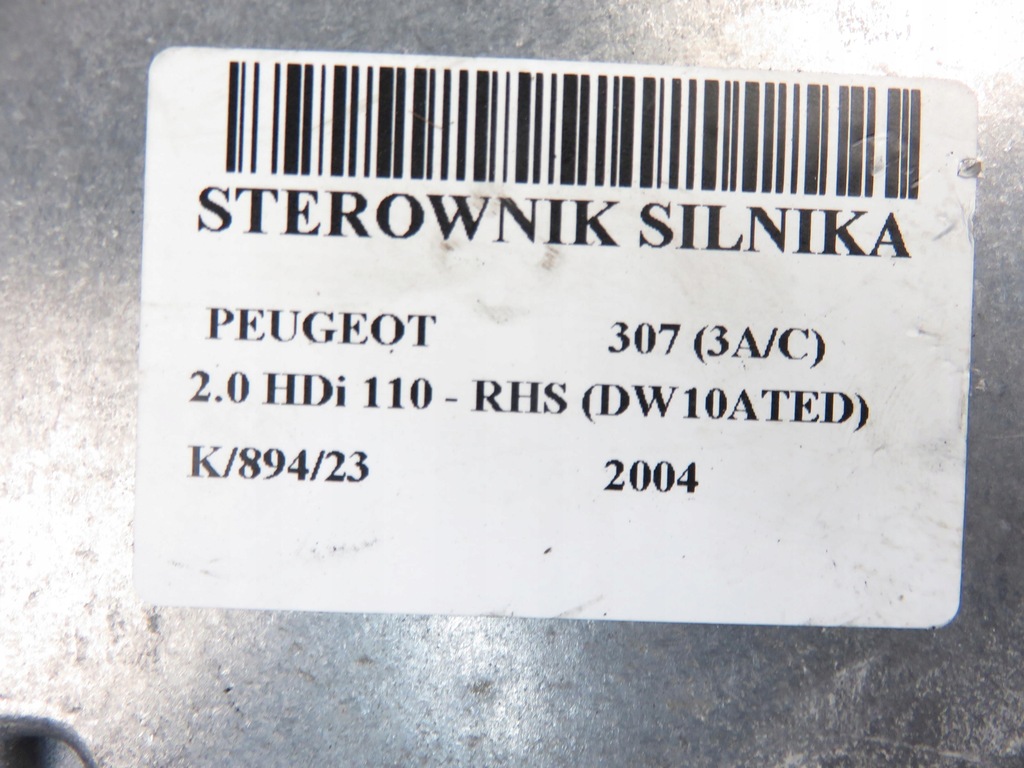 STEROWNIK SILNIKA
PEUGEOT 307 (3A/C)
2.0 HDi 110 - RHS (DW10ATED)
K/894/23 2004